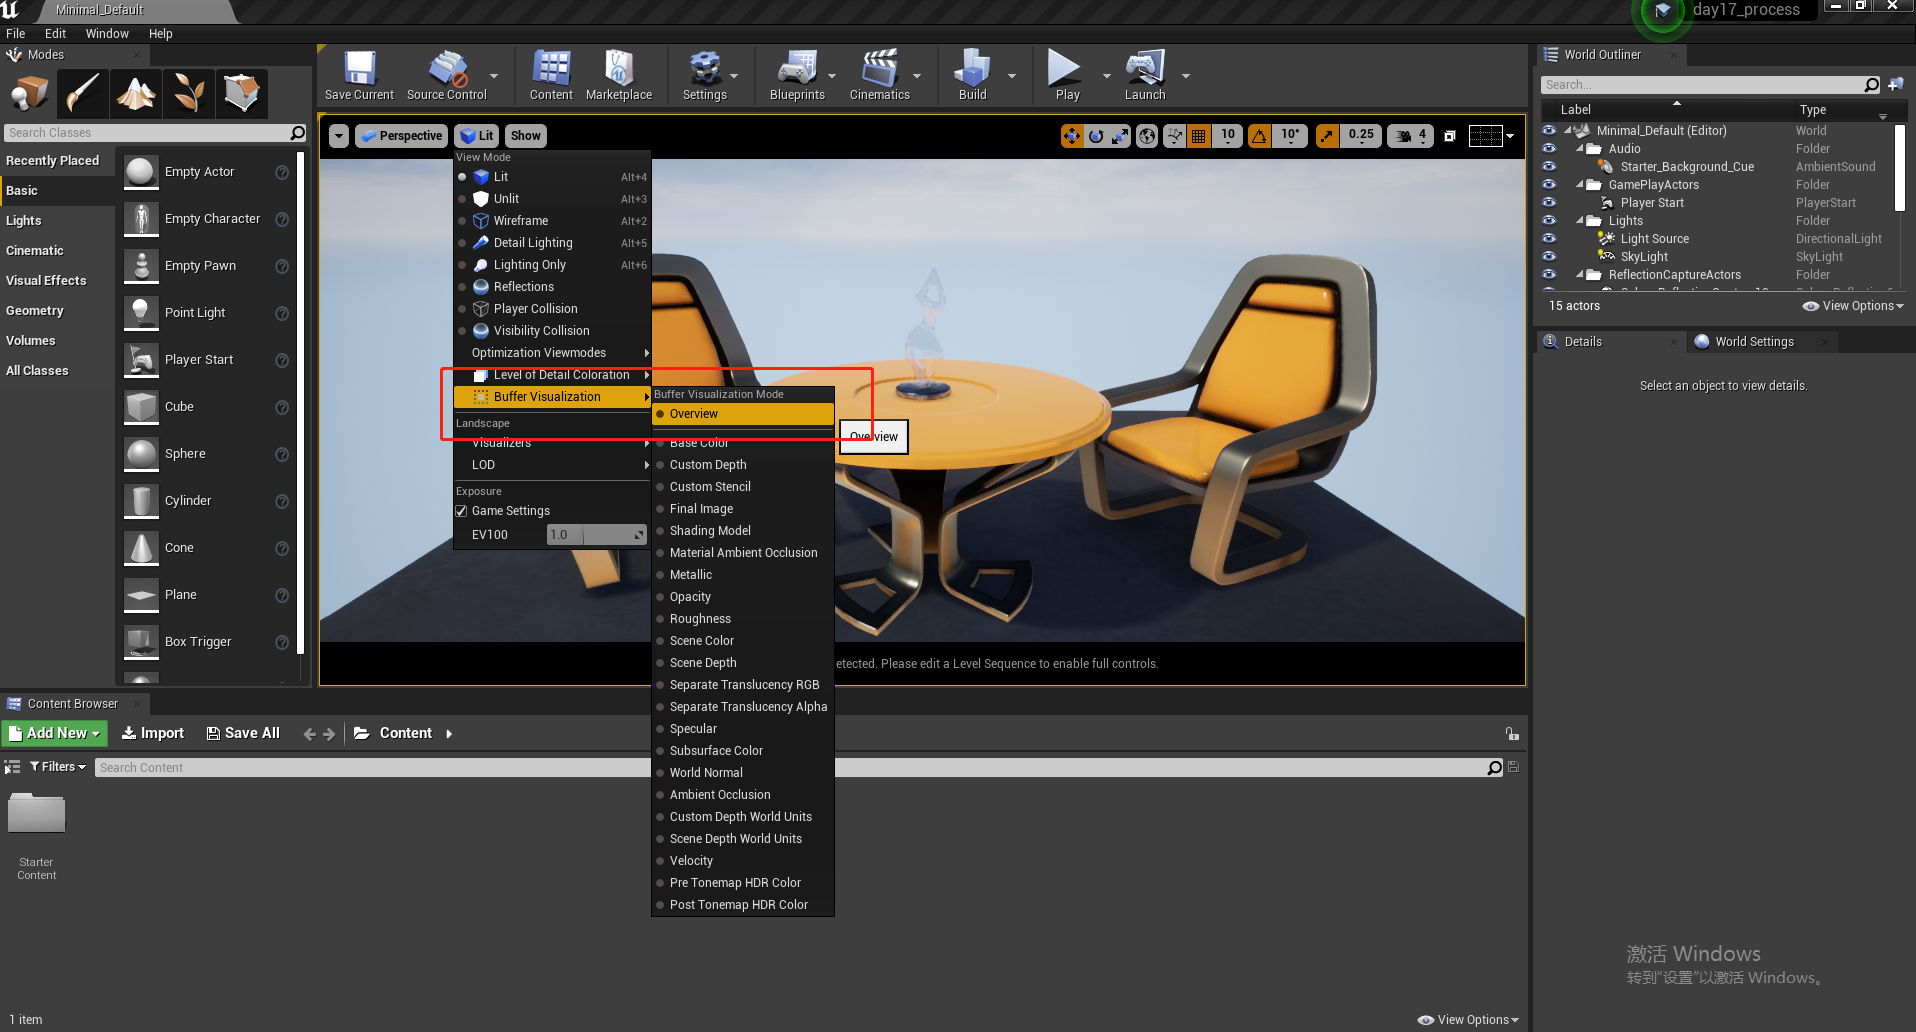 Minimal_Default
day17_process
File Edit Window Help
Modes
Save Current Source Control Content Marketplace Settings Blueprints Cinematics Build Play Launch
Search Classes
Recently Placed
Basic
Lights
Cinematic
Visual Effects
Geometry
Volumes
All Classes
Empty Actor
Empty Character
Empty Pawn
Point Light
Player Start
Cube
Sphere
Cylinder
Cone
Plane
Box Trigger
Perspective Lit Show
10 10° 0.25 4
View Mode
Lit Alt+4
Unlit Alt+3
Wireframe Alt+2
Detail Lighting Alt+5
Lighting Only Alt+6
Reflections
Player Collision
Visibility Collision
Optimization Viewmodes
Level of Detail Coloration
Buffer Visualization
Landscape
Visualizers
LOD
Exposure
Game Settings
EV100 1.0
Buffer Visualization Mode
Overview
Base Color
Custom Depth
Custom Stencil
Final Image
Shading Model
Material Ambient Occlusion
Metallic
Opacity
Roughness
Scene Color
Scene Depth
Separate Translucency RGB
Separate Translucency Alpha
Specular
Subsurface Color
World Normal
Ambient Occlusion
Custom Depth World Units
Scene Depth World Units
Velocity
Pre Tonemap HDR Color
Post Tonemap HDR Color
Overview
etected. Please edit a Level Sequence to enable full controls.
World Outliner
Search...
Label Type
Minimal_Default (Editor) World
Audio Folder
Starter_Background_Cue AmbientSound
GamePlayActors Folder
Player Start PlayerStart
Lights Folder
Light Source DirectionalLight
SkyLight SkyLight
ReflectionCaptureActors Folder
15 actors View Options
Details World Settings
Select an object to view details.
Content Browser
Add New Import Save All Content
Filters Search Content
Starter
Content
1 item View Options
激活 Windows
转到“设置”以激活 Windows。